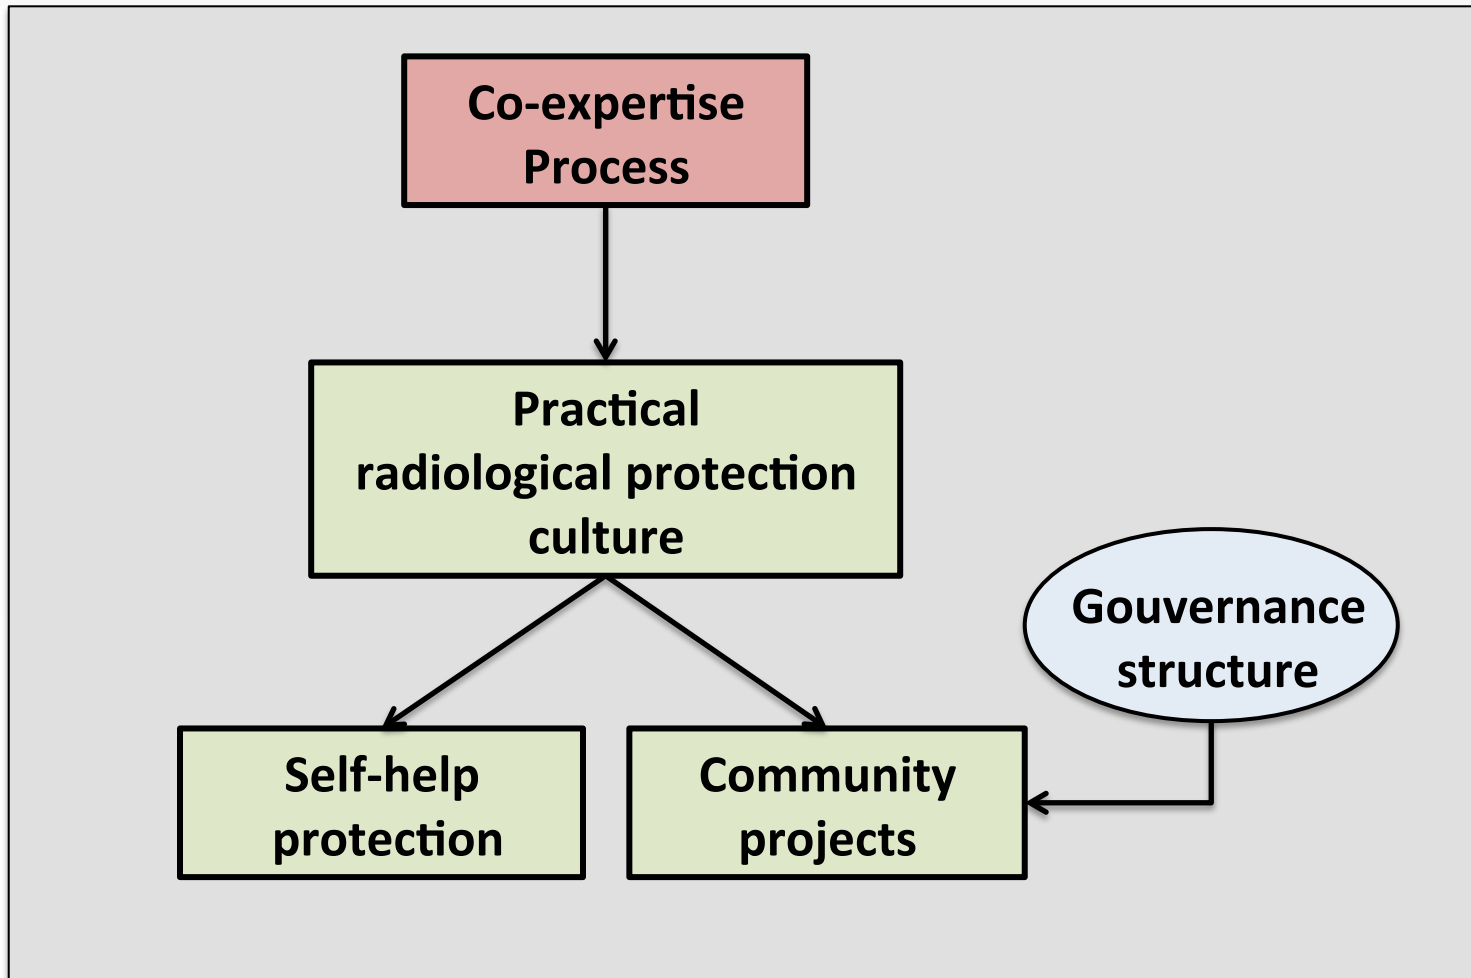 Co-expertise
Process
Practical
radiological protection
culture
Gouvernance
structure
Self-help
protection
Community
projects